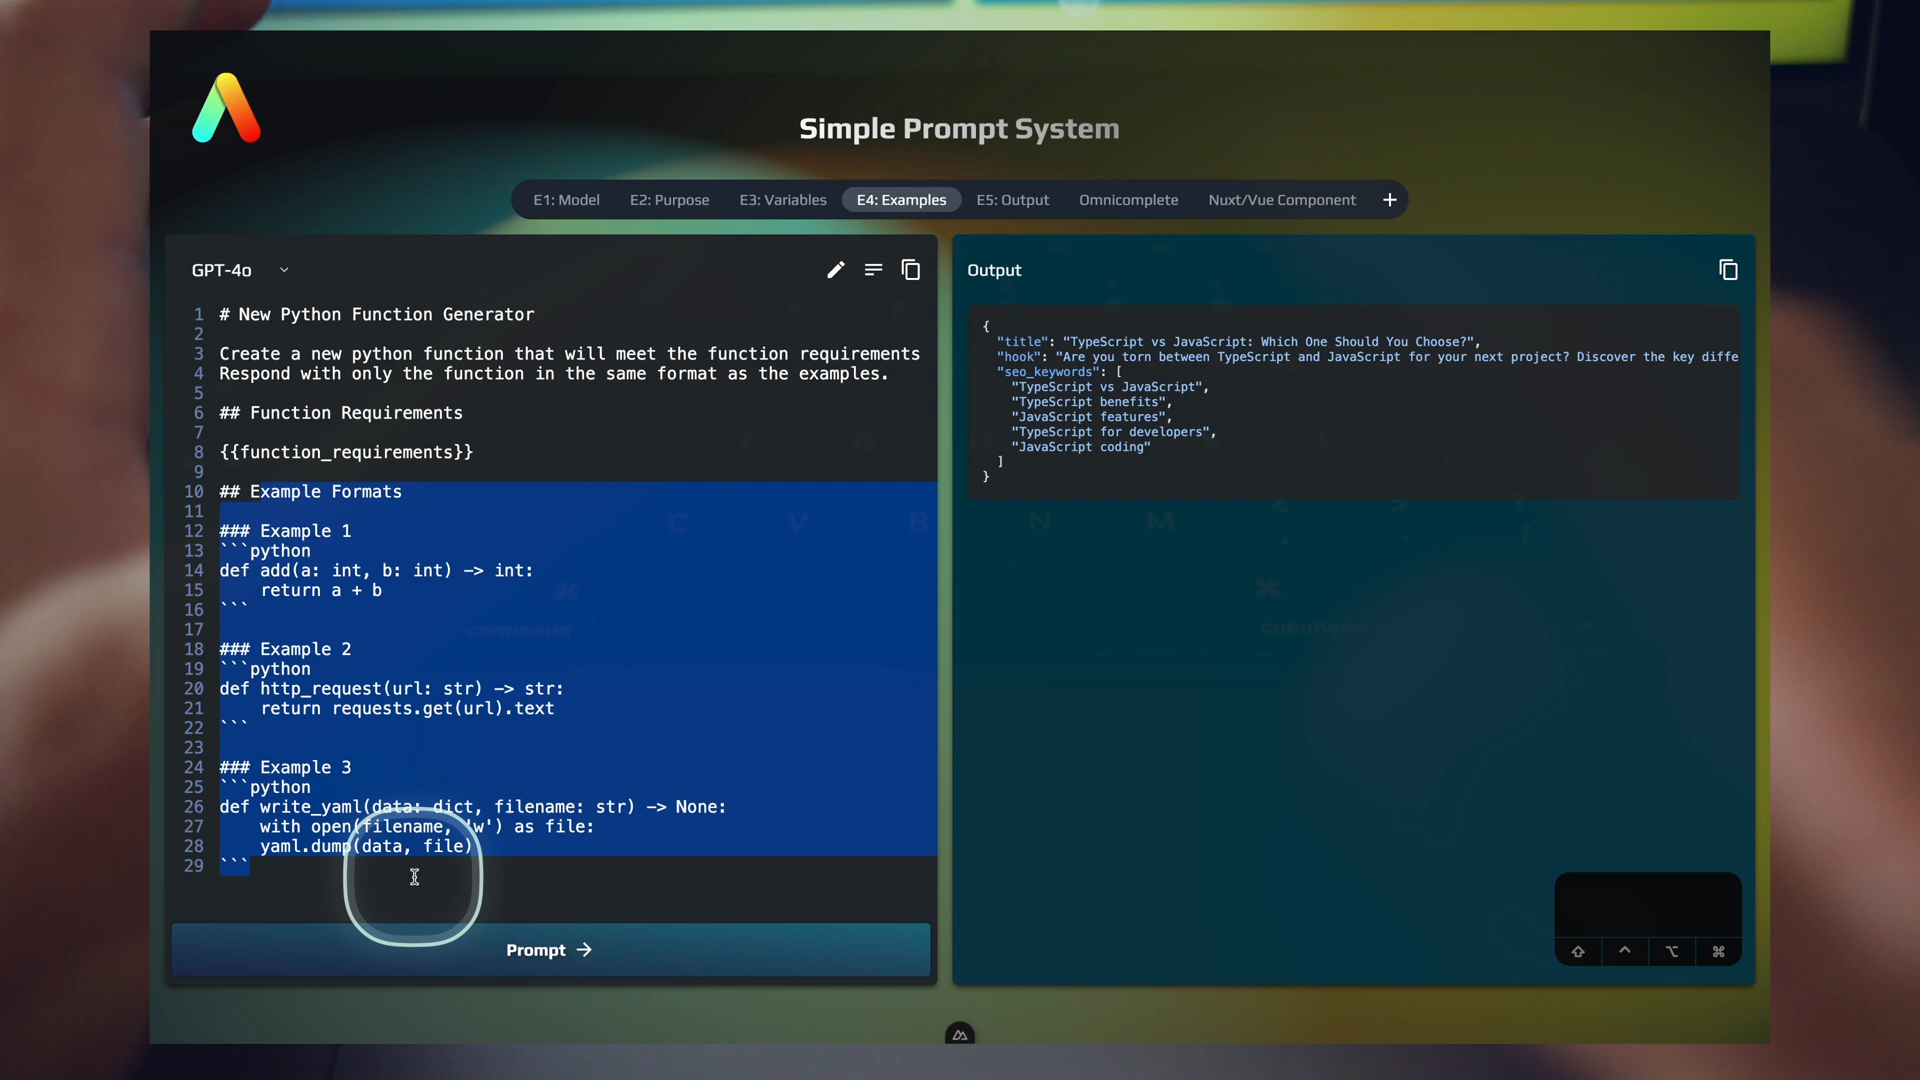 Simple Prompt System
E1: Model E2: Purpose E3: Variables E4: Examples E5: Output Omnicomplete Nuxt/Vue Component +
GPT-4o
1 # New Python Function Generator
2
3 Create a new python function that will meet the function requirements
4 Respond with only the function in the same format as the examples.
5
6 ## Function Requirements
7
8 {{function_requirements}}
9
10 ## Example Formats
11
12 ### Example 1
13 ```python
14 def add(a: int, b: int) -> int:
15     return a + b
16 ```
17
18 ### Example 2
19 ```python
20 def http_request(url: str) -> str:
21     return requests.get(url).text
22 ```
23
24 ### Example 3
25 ```python
26 def write_yaml(data: dict, filename: str) -> None:
27     with open(filename, 'w') as file:
28     yaml.dump(data, file)
29 ```
Prompt →
Output
{
  "title": "TypeScript vs JavaScript: Which One Should You Choose?",
  "hook": "Are you torn between TypeScript and JavaScript for your next project? Discover the key diffe
  "seo_keywords": [
    "TypeScript vs JavaScript",
    "TypeScript benefits",
    "JavaScript features",
    "TypeScript for developers",
    "JavaScript coding"
  ]
}
C V B N M < >
⌘ ⌘
command command
⇧ ^ ⌥ ⌘